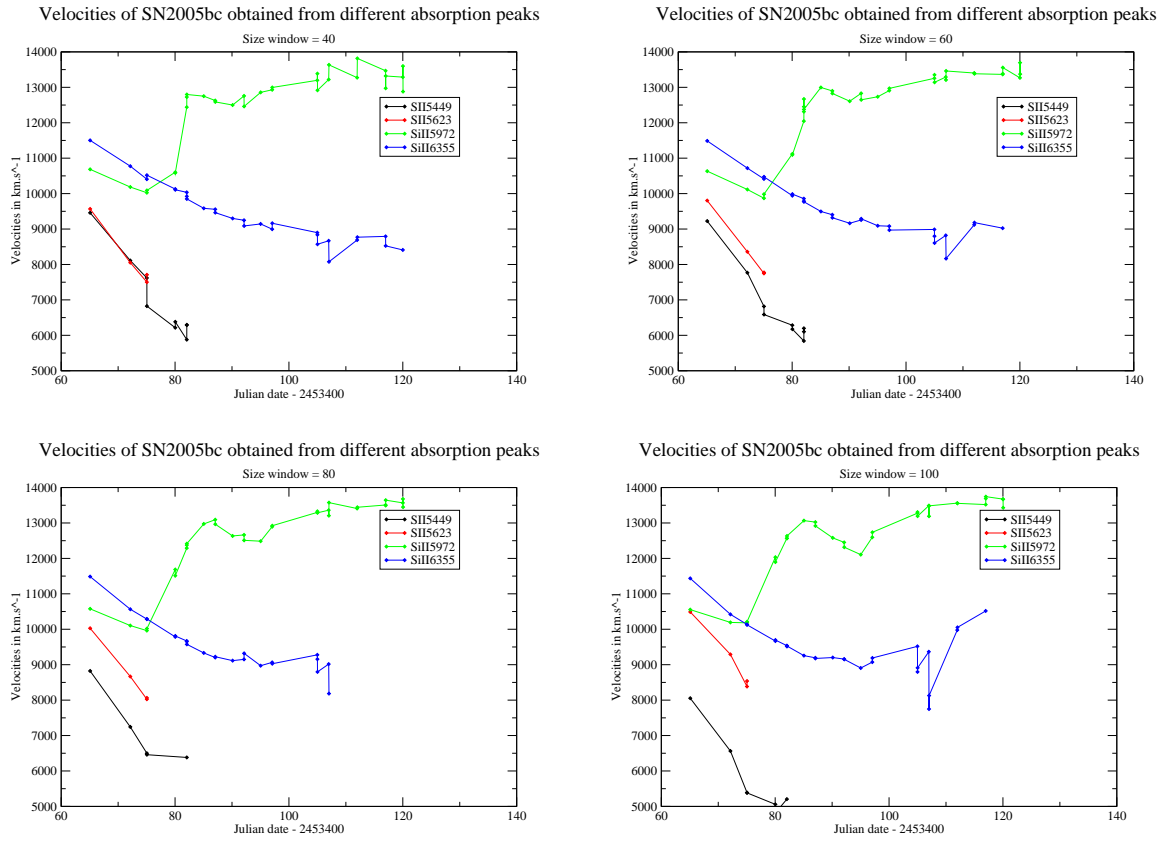 Velocities of SN2005bc obtained from different absorption peaks
Size window = 40
14000
13000
12000
11000
10000
9000
8000
7000
6000
5000
Velocities in km.s^-1
SII5449
SII5623
SiII5972
SiII6355
60
80
100
120
140
Julian date - 2453400
Velocities of SN2005bc obtained from different absorption peaks
Size window = 60
14000
13000
12000
11000
10000
9000
8000
7000
6000
5000
Velocities in km.s^-1
SII5449
SII5623
SiII5972
SiII6355
60
80
100
120
140
Julian date - 2453400
Velocities of SN2005bc obtained from different absorption peaks
Size window = 80
14000
13000
12000
11000
10000
9000
8000
7000
6000
5000
Velocities in km.s^-1
SII5449
SII5623
SiII5972
SiII6355
60
80
100
120
140
Julian date - 2453400
Velocities of SN2005bc obtained from different absorption peaks
Size window = 100
14000
13000
12000
11000
10000
9000
8000
7000
6000
5000
Velocities in km.s^-1
SII5449
SII5623
SiII5972
SiII6355
60
80
100
120
140
Julian date - 2453400